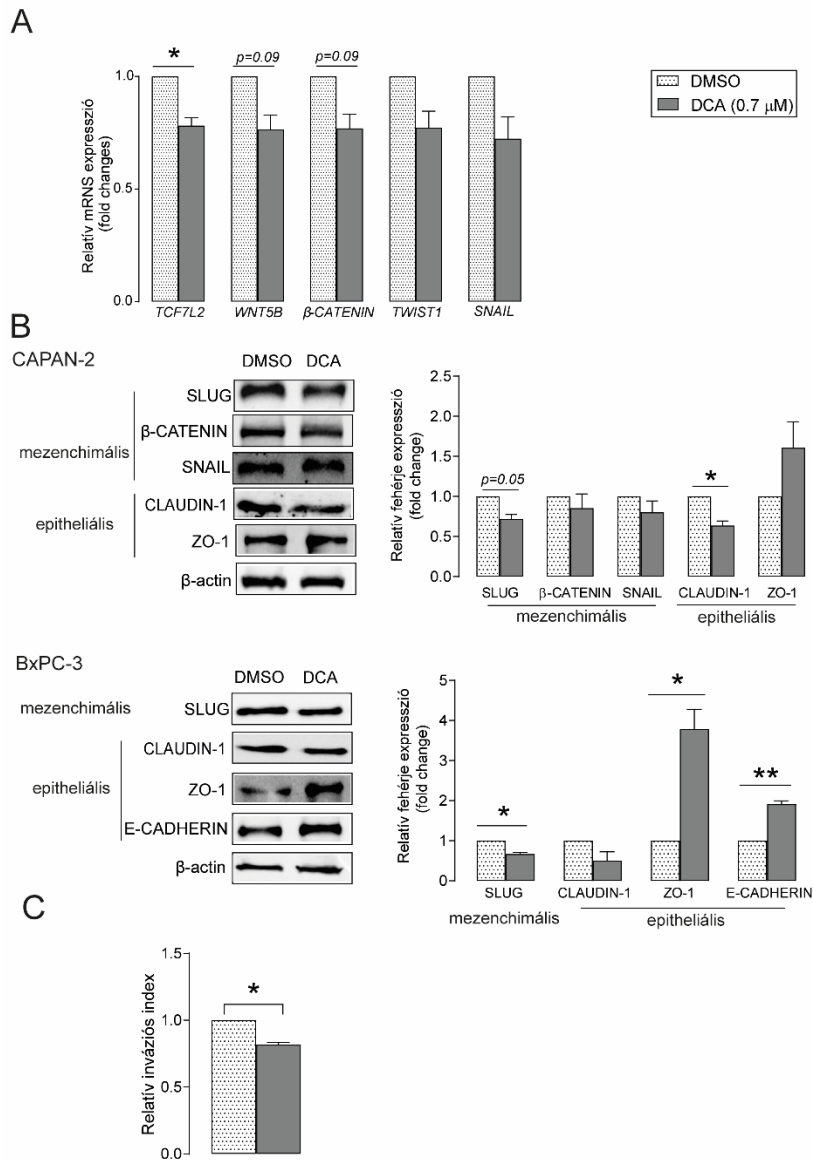 A
Relatív mRNS expresszió
(fold changes)
1.0
0.5
0.0
*
p=0.09
p=0.09
TCF7L2
WNT5B
β-CATENIN
TWIST1
SNAIL
DMSO
DCA (0.7 μM)
B
CAPAN-2
DMSO DCA
mezenchimális
SLUG
β-CATENIN
SNAIL
epitheliális
CLAUDIN-1
ZO-1
β-actin
Relatív fehérje expresszió
(fold change)
2.5
2.0
1.5
1.0
0.5
0.0
p=0.05
*
SLUG
β-CATENIN
SNAIL
CLAUDIN-1
ZO-1
mezenchimális
epitheliális
BxPC-3
DMSO DCA
mezenchimális
SLUG
epitheliális
CLAUDIN-1
ZO-1
E-CADHERIN
β-actin
Relatív fehérje expresszió
(fold change)
5
4
3
2
1
0
*
*
**
SLUG
CLAUDIN-1
ZO-1
E-CADHERIN
mezenchimális
epitheliális
C
Relatív inváziós index
1.5
1.0
0.5
0.0
*